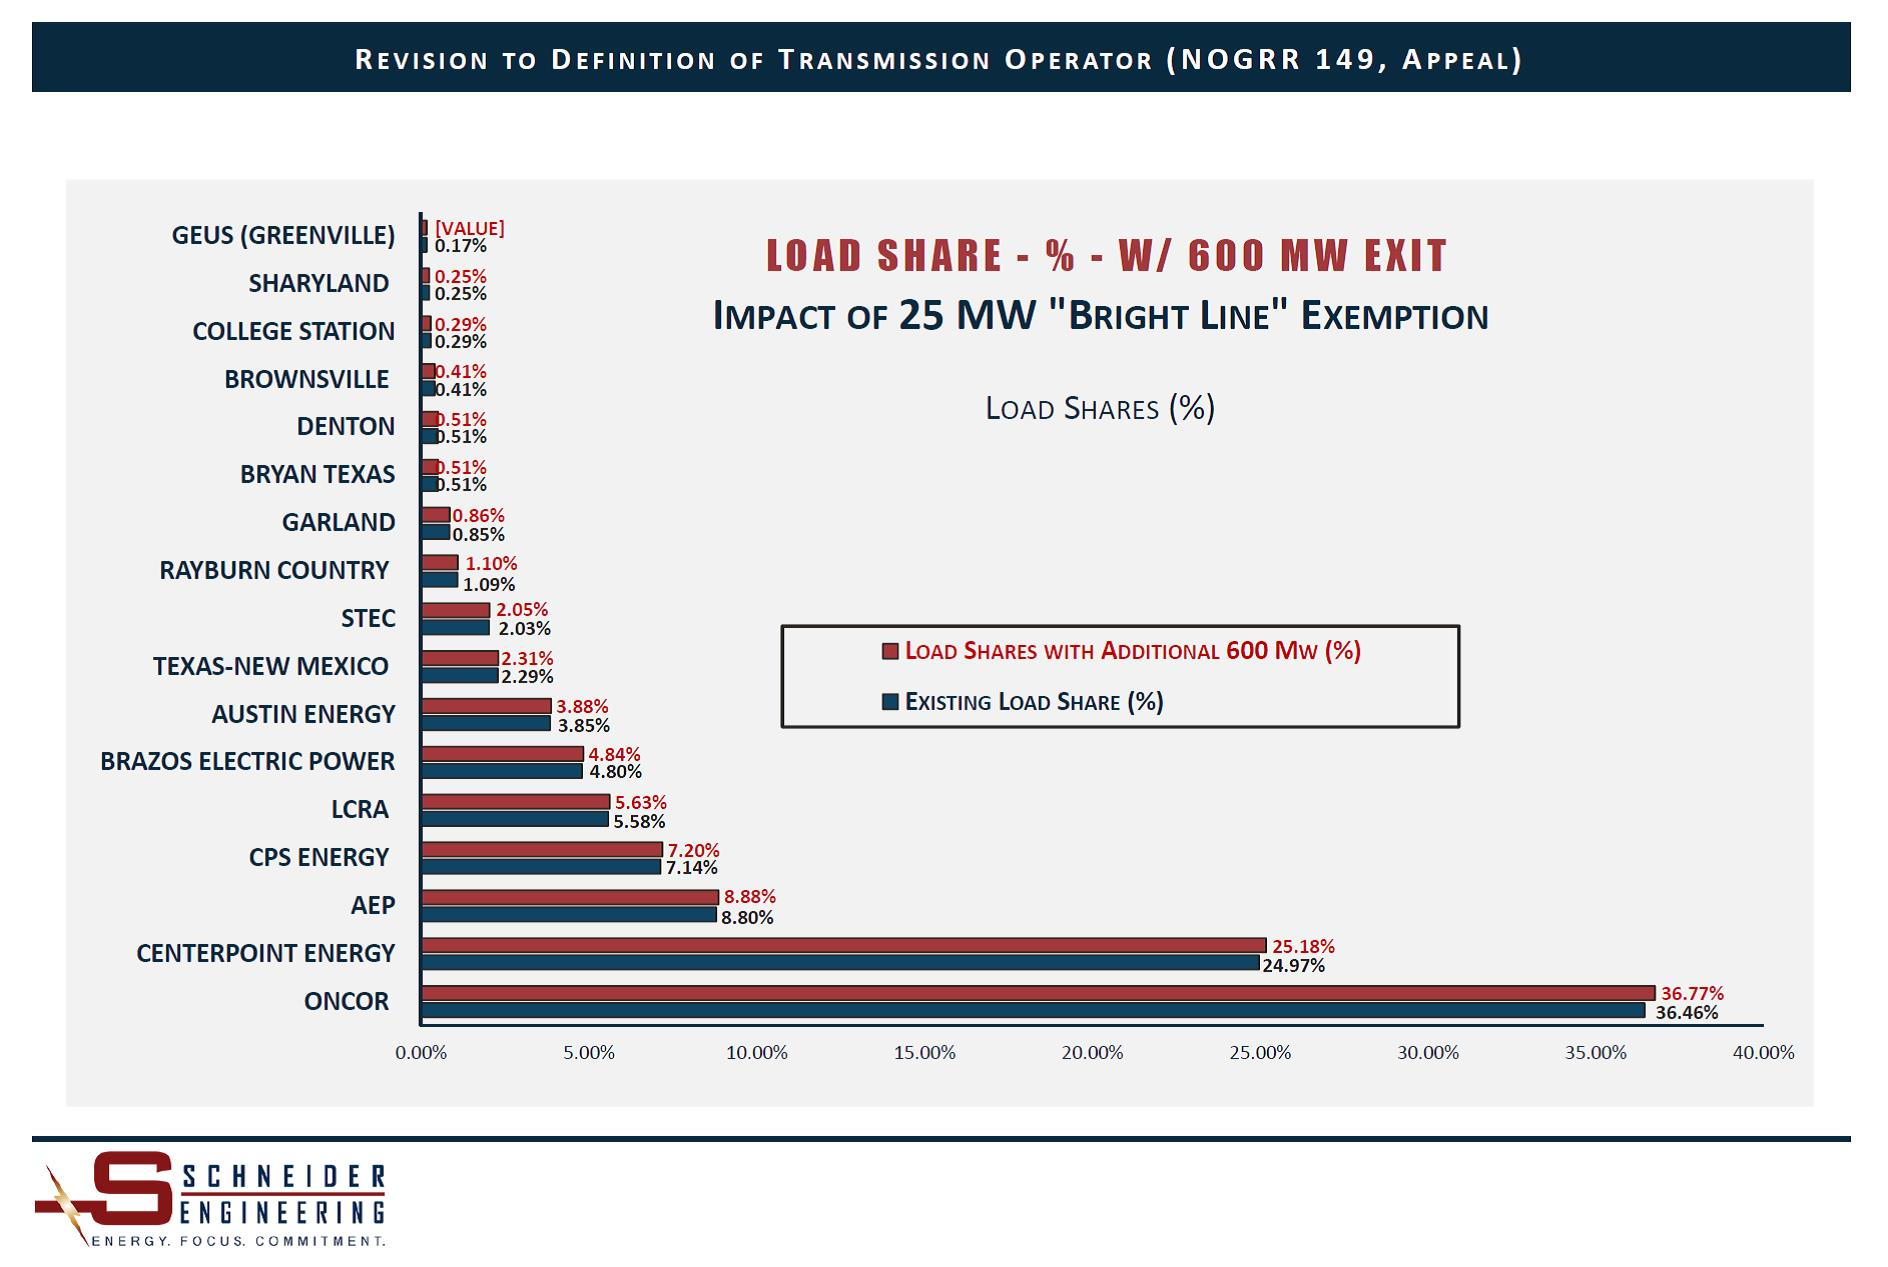 REVISION TO DEFINITION OF TRANSMISSION OPERATOR (NOGRR 149, APPEAL)
LOAD SHARE - % - W/ 600 MW EXIT
IMPACT OF 25 MW "BRIGHT LINE" EXEMPTION
LOAD SHARES (%)
GEUS (GREENVILLE)
[VALUE]
0.17%
SHARYLAND
0.25%
0.25%
COLLEGE STATION
0.29%
0.29%
BROWNSVILLE
0.41%
0.41%
DENTON
0.51%
0.51%
BRYAN TEXAS
0.51%
0.51%
GARLAND
0.86%
0.85%
RAYBURN COUNTRY
1.10%
1.09%
STEC
2.05%
2.03%
TEXAS-NEW MEXICO
2.31%
2.29%
AUSTIN ENERGY
3.88%
3.85%
BRAZOS ELECTRIC POWER
4.84%
4.80%
LCRA
5.63%
5.58%
CPS ENERGY
7.20%
7.14%
AEP
8.88%
8.80%
CENTERPOINT ENERGY
25.18%
24.97%
ONCOR
36.77%
36.46%
LOAD SHARES WITH ADDITIONAL 600 MW (%)
EXISTING LOAD SHARE (%)
0.00% 5.00% 10.00% 15.00% 20.00% 25.00% 30.00% 35.00% 40.00%
S SCHNEIDER
ENGINEERING
ENERGY. FOCUS. COMMITMENT.